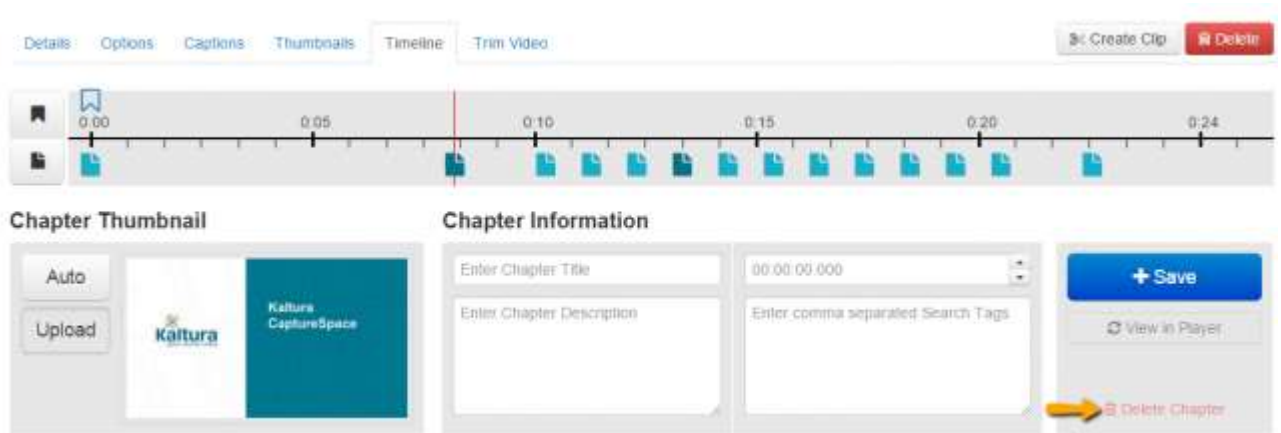 Details Options Captions Thumbnails Timeline Trim Video Create Clip Delete
0:00 0:05 0:10 0:15 0:20 0:24
Chapter Thumbnail
Chapter Information
Auto
Upload
Kaltura
Kaltura
CaptureSpace
Enter Chapter Title
00:00:00.000
Enter Chapter Description
Enter comma separated Search Tags
+ Save
View in Player
Delete Chapter